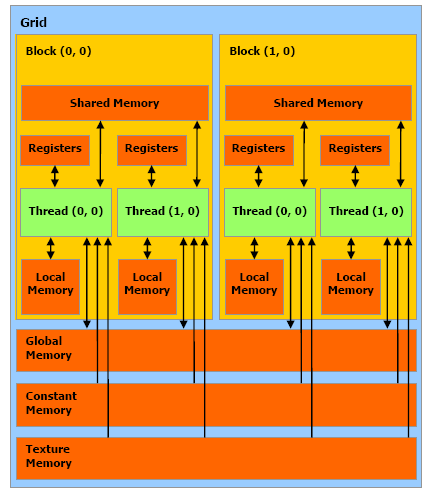 Grid
Block (0, 0)
Block (1, 0)
Shared Memory
Shared Memory
Registers
Registers
Registers
Registers
Thread (0, 0)
Thread (1, 0)
Thread (0, 0)
Thread (1, 0)
Local
Memory
Local
Memory
Local
Memory
Local
Memory
Global
Memory
Constant
Memory
Texture
Memory